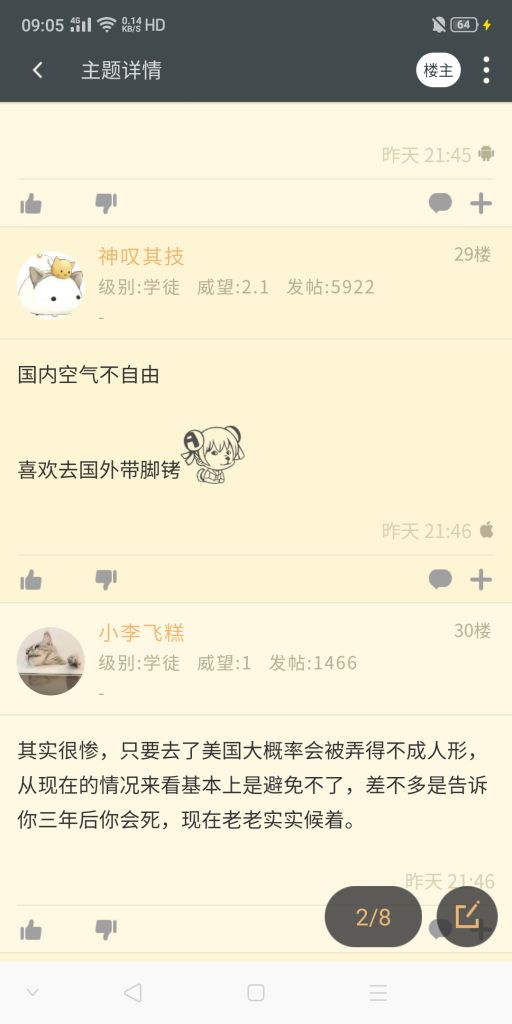 09:05 4G 0.14 KB/S HD 64
主题详情 楼主
昨天 21:45
神叹其技 29楼
级别:学徒 威望:2.1 发帖:5922
-
国内空气不自由
喜欢去国外带脚铐
A
昨天 21:46
小李飞糕 30楼
级别:学徒 威望:1 发帖:1466
-
其实很惨，只要去了美国大概率会被弄得不成人形，
从现在的情况来看基本上是避免不了，差不多是告诉
你三年后你会死，现在老老实实候着。
昨天 21:46
2/8